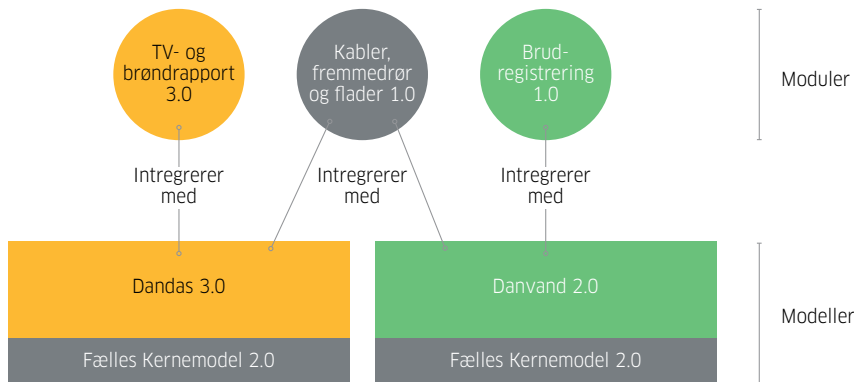 TV- og
brøndrapport
3.0
Kabler,
fremmedrør
og flader 1.0
Brud-
registrering
1.0
Moduler
Intregrerer
med
Intregrerer
med
Intregrerer
med
Dandas 3.0
Danvand 2.0
Modeller
Fælles Kernemodel 2.0
Fælles Kernemodel 2.0